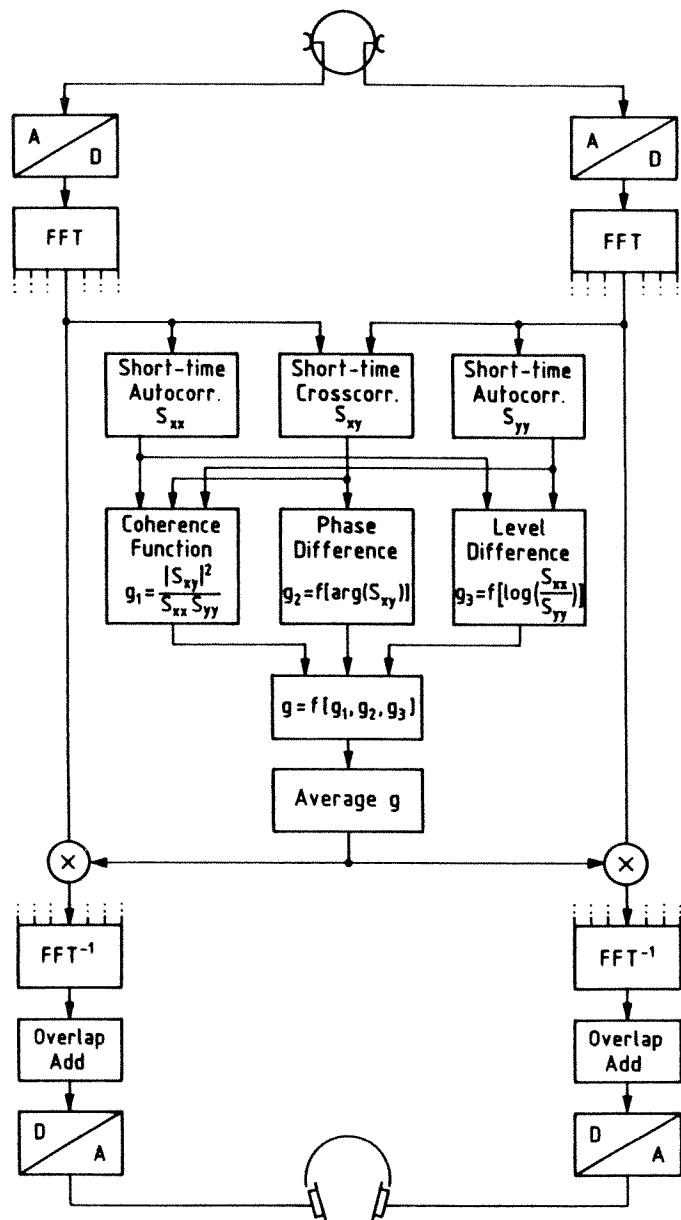 A
D
A
D
FFT
FFT
Short-time
Autocorr.
Sxx
Short-time
Crosscorr.
Sxy
Short-time
Autocorr.
Syy
Coherence
Function
g1 = |Sxy|² / Sxx Syy
Phase
Difference
g2=f[arg(Sxy)]
Level
Difference
g3=f[log(Sxx/Syy)]
g=f[g1,g2,g3]
Average g
×
×
FFT⁻¹
FFT⁻¹
Overlap
Add
Overlap
Add
D
A
D
A